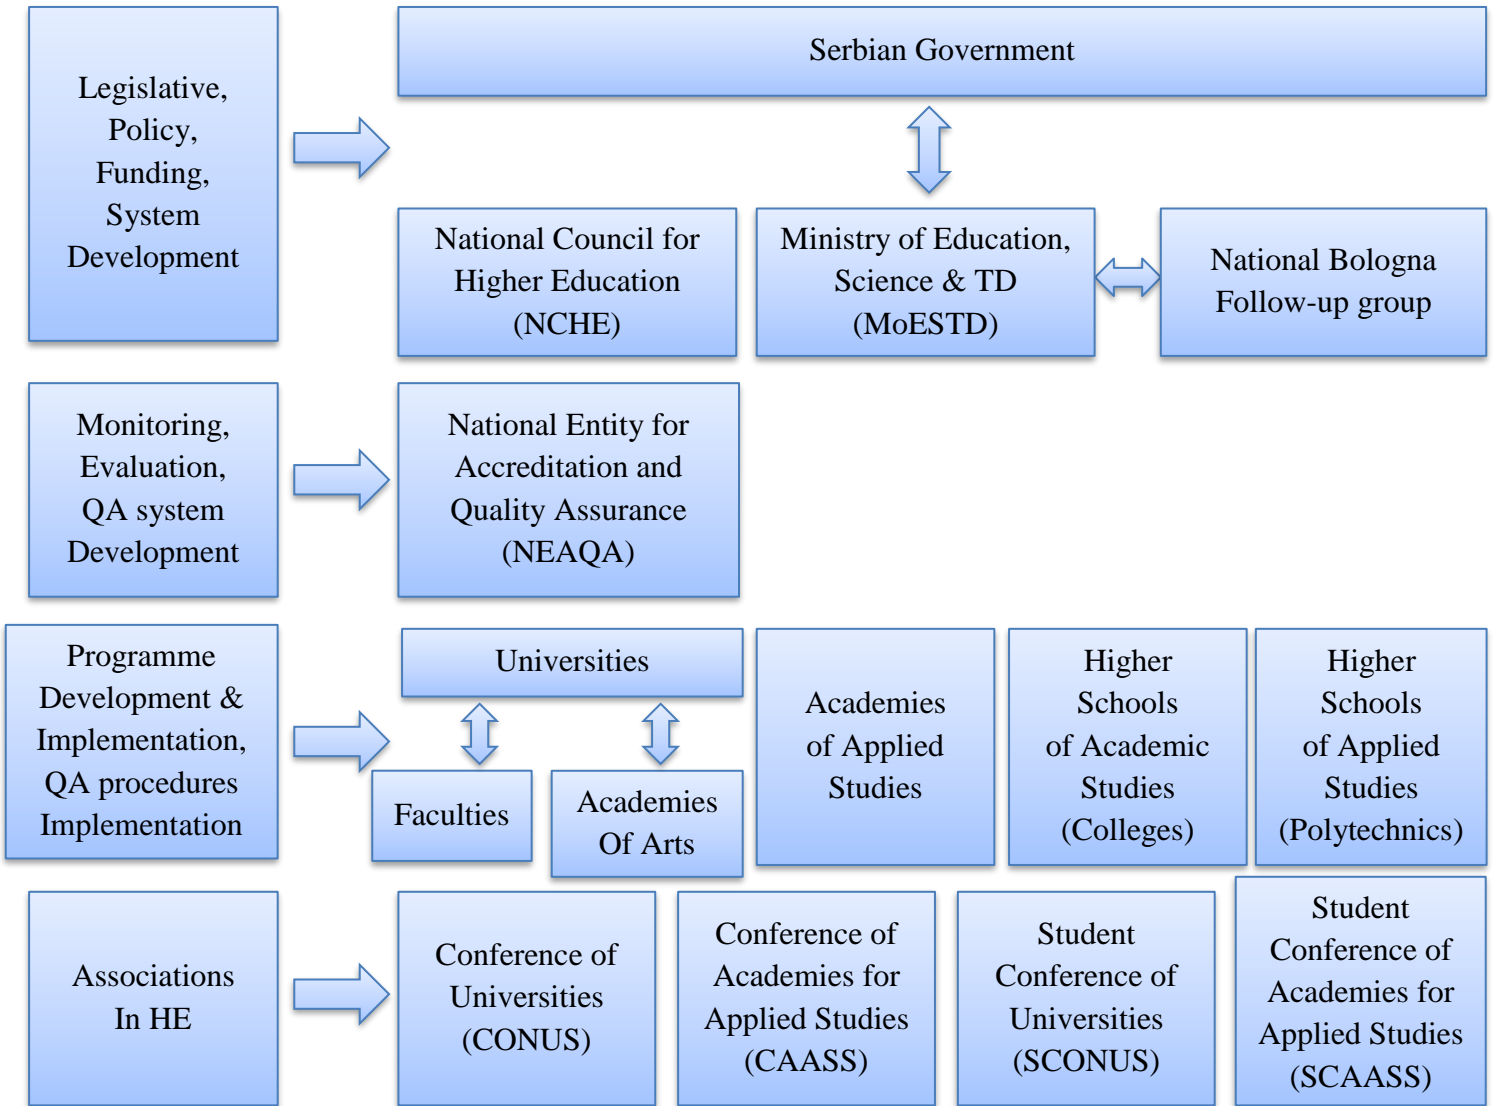 Legislative,
Policy,
Funding,
System
Development
Serbian Government
National Council for
Higher Education
(NCHE)
Ministry of Education,
Science & TD
(MoESTD)
National Bologna
Follow-up group
Monitoring,
Evaluation,
QA system
Development
National Entity for
Accreditation and
Quality Assurance
(NEAQA)
Programme
Development &
Implementation,
QA procedures
Implementation
Universities
Faculties
Academies
Of Arts
Academies
of Applied
Studies
Higher
Schools
of Academic
Studies
(Colleges)
Higher
Schools
of Applied
Studies
(Polytechnics)
Associations
In HE
Conference of
Universities
(CONUS)
Conference of
Academies for
Applied Studies
(CAASS)
Student
Conference of
Universities
(SCONUS)
Student
Conference of
Academies for
Applied Studies
(SCAASS)